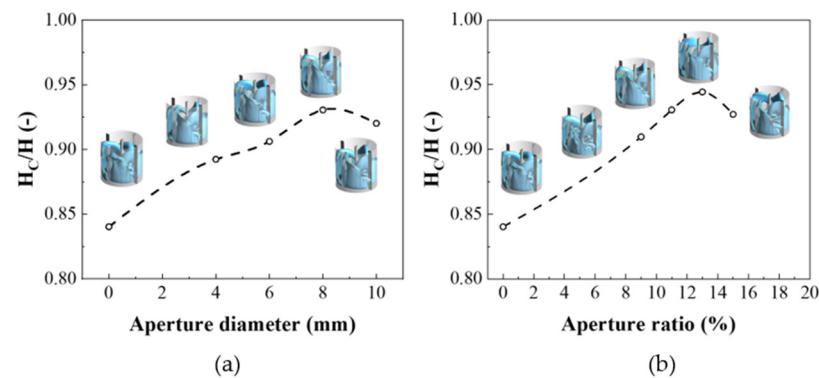 1.00
0.95
0.90
0.85
0.80
H_C/H (-)
0 2 4 6 8 10
Aperture diameter (mm)
(a)
1.00
0.95
0.90
0.85
0.80
H_C/H (-)
0 2 4 6 8 10 12 14 16 18 20
Aperture ratio (%)
(b)